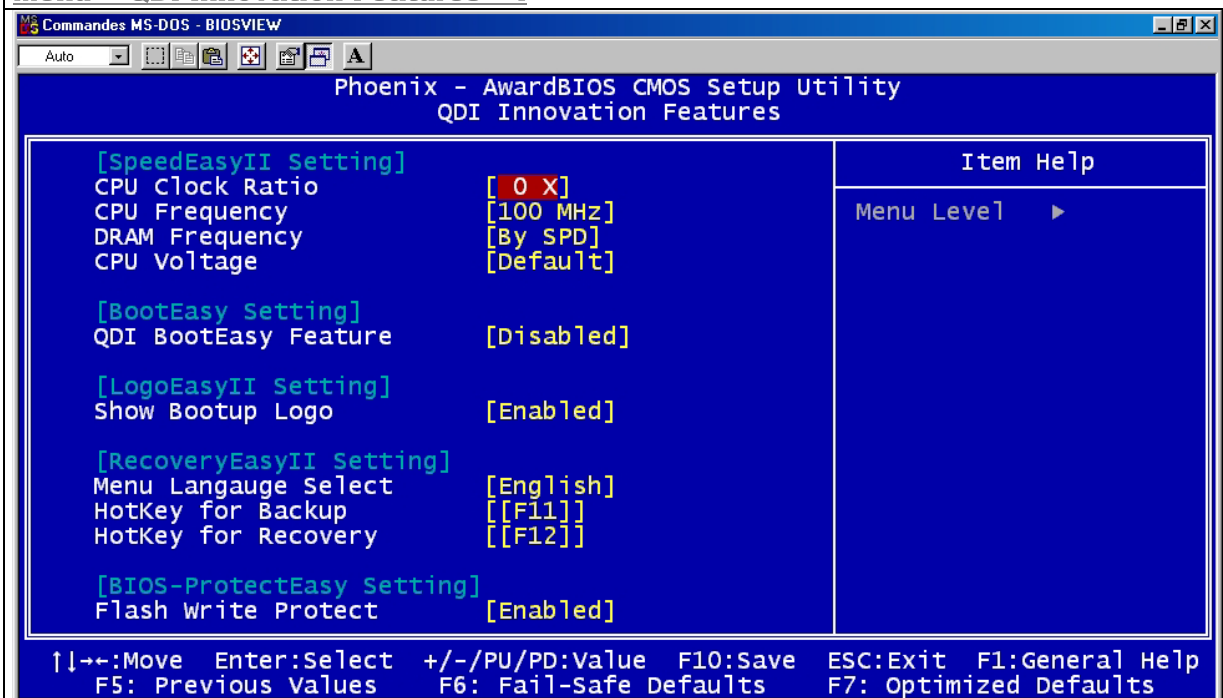 Commandes MS-DOS - BIOSVIEW
Auto
A
Phoenix - AwardBIOS CMOS Setup Utility
QDI Innovation Features
[SpeedEasyII Setting]
CPU Clock Ratio [ 0 X]
CPU Frequency [100 MHz]
DRAM Frequency [By SPD]
CPU Voltage [Default]
[BootEasy Setting]
QDI BootEasy Feature [Disabled]
[LogoEasyII Setting]
Show Bootup Logo [Enabled]
[RecoveryEasyII Setting]
Menu Langauge Select [English]
HotKey for Backup [[F11]]
HotKey for Recovery [[F12]]
[BIOS-ProtectEasy Setting]
Flash Write Protect [Enabled]
Item Help
Menu Level ►
↑↓→←:Move Enter:Select +/-/PU/PD:Value F10:Save ESC:Exit F1:General Help
F5: Previous Values F6: Fail-Safe Defaults F7: Optimized Defaults